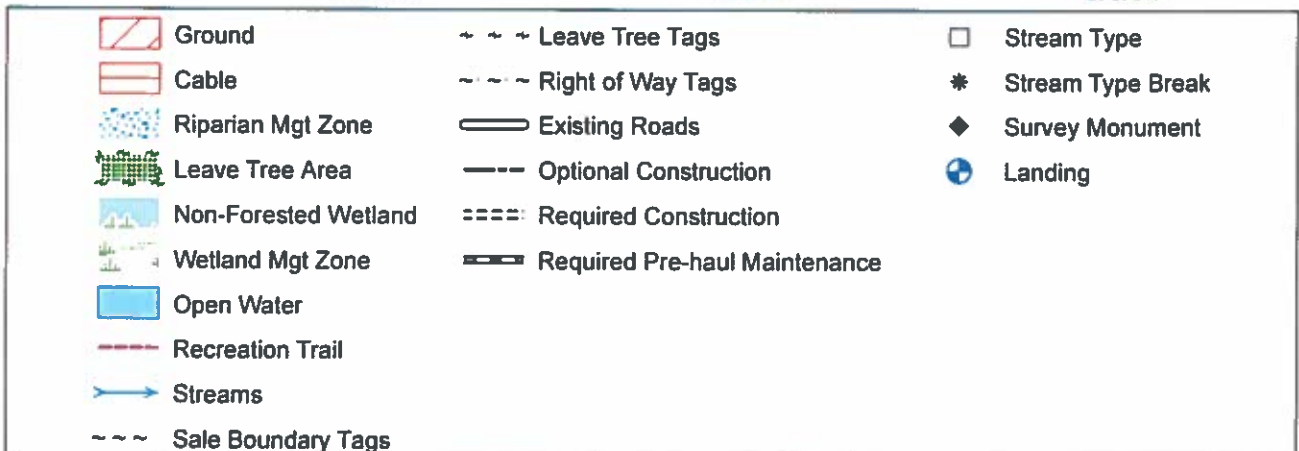 Ground
Cable
Riparian Mgt Zone
Leave Tree Area
Non-Forested Wetland
Wetland Mgt Zone
Open Water
Recreation Trail
Streams
Sale Boundary Tags
Leave Tree Tags
Right of Way Tags
Existing Roads
Optional Construction
Required Construction
Required Pre-haul Maintenance
Stream Type
Stream Type Break
Survey Monument
Landing